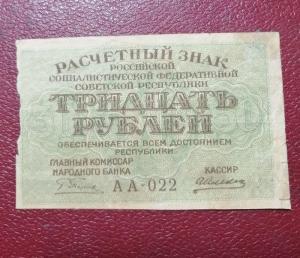 РАСЧЕТНЫЙ ЗНАК
РОССИЙСКОЙ
СОЦИАЛИСТИЧЕСКОЙ ФЕДЕРАТИВНОЙ
СОВЕТСКОЙ РЕСПУБЛИКИ
ТРИДЦАТЬ
РУБЛЕЙ
ОБЕСПЕЧИВАЕТСЯ ВСЕМ ДОСТОЯНИЕМ
РЕСПУБЛИКИ
ГЛАВНЫЙ КОМИССАР
НАРОДНОГО БАНКА
КАССИР
АА-022